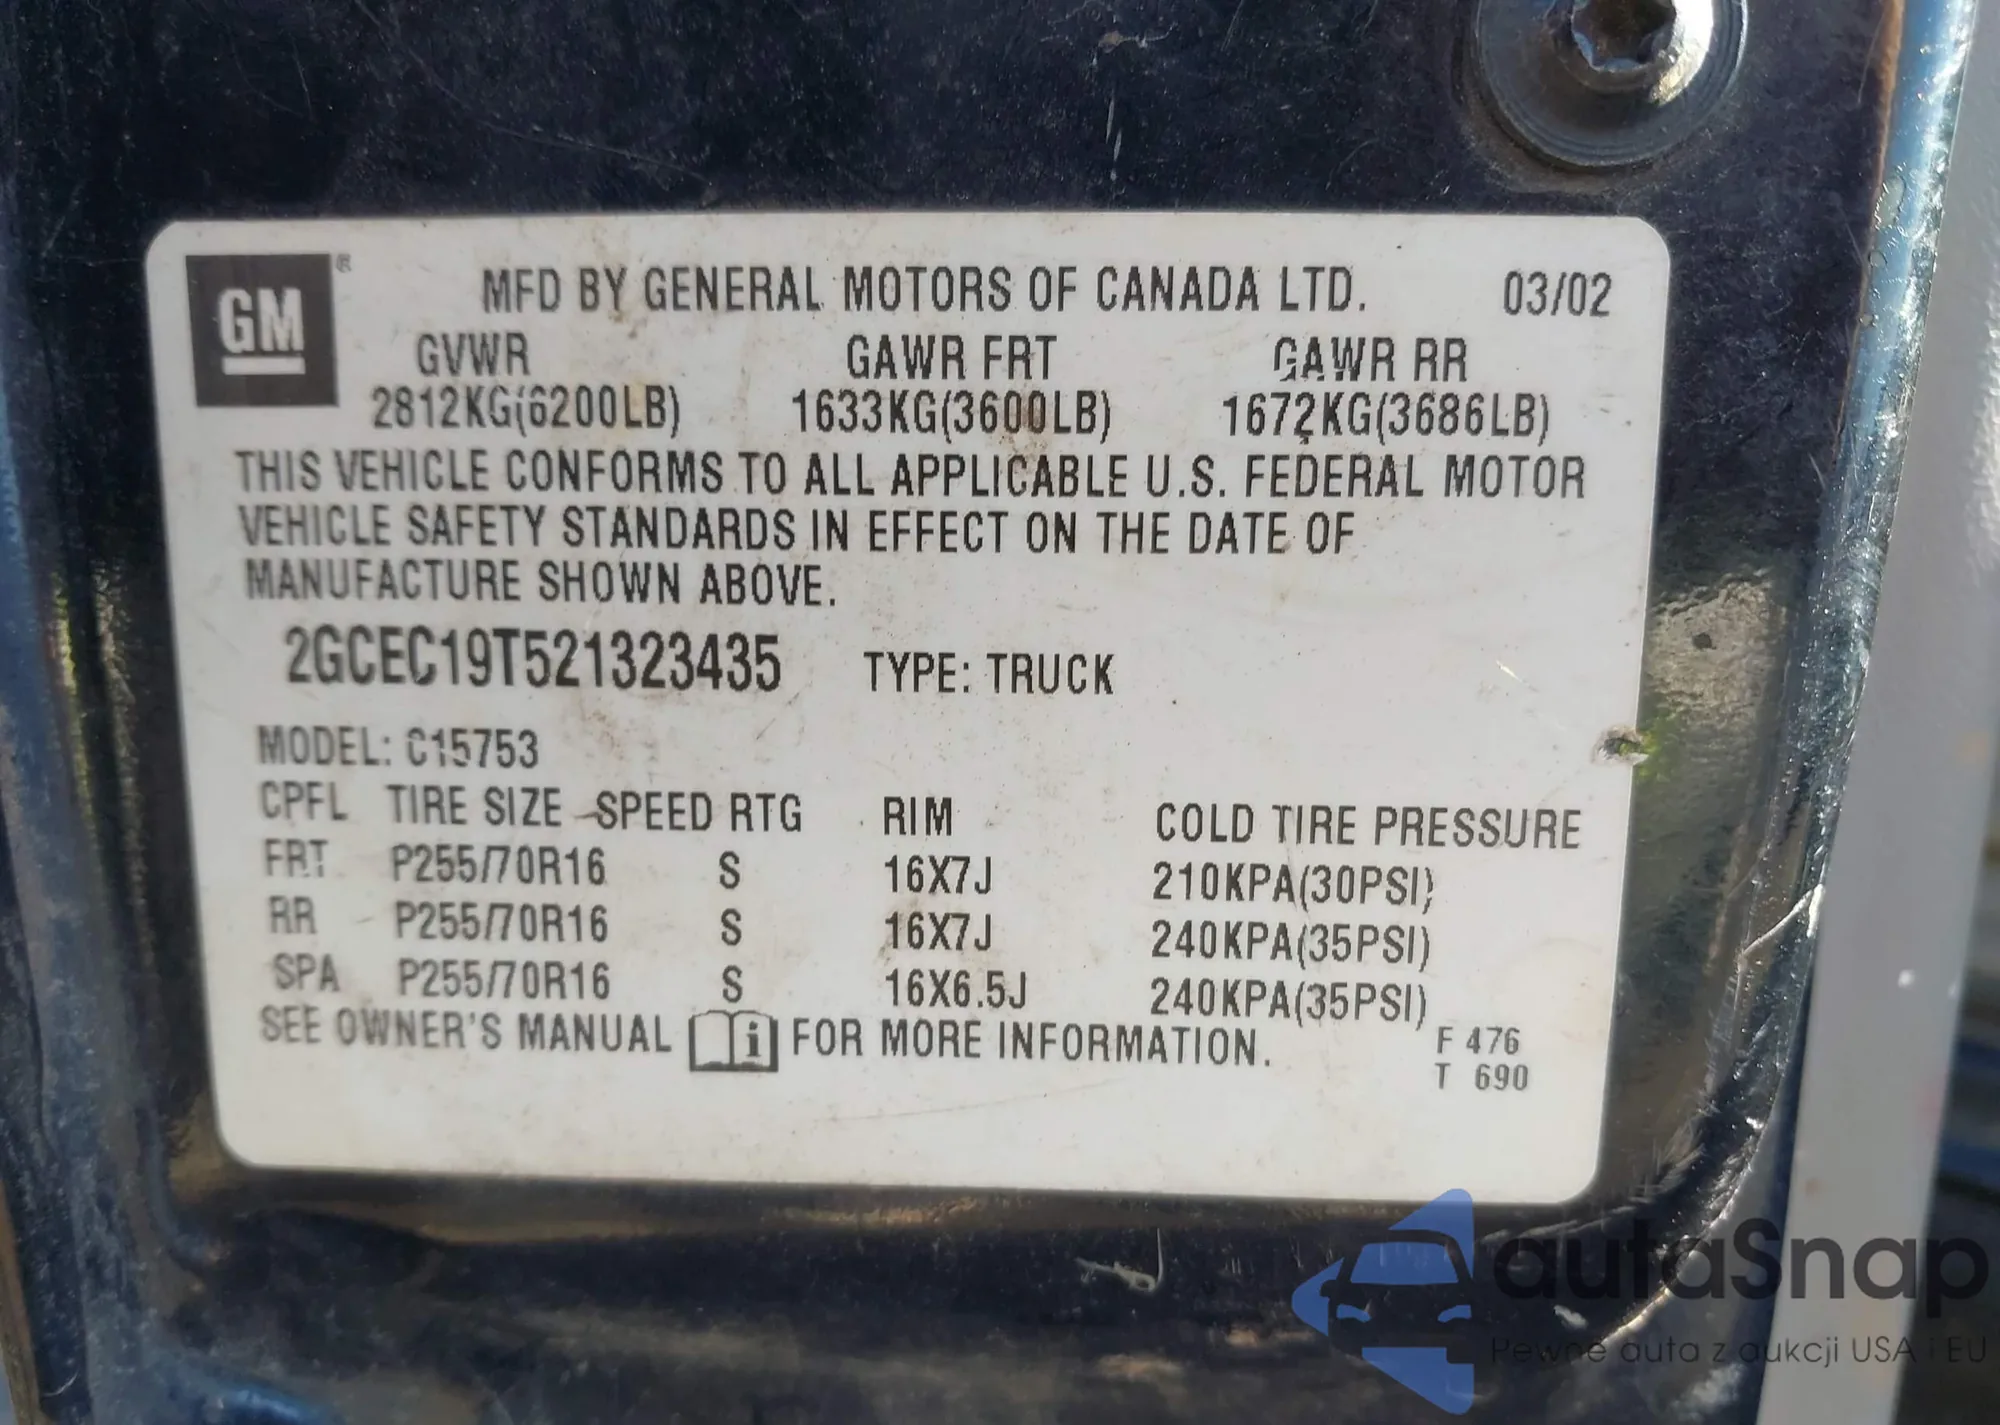 GM ®
MFD BY GENERAL MOTORS OF CANADA LTD. 03/02
GVWR GAWR FRT GAWR RR
2812KG(6200LB) 1633KG(3600LB) 1672KG(3686LB)
THIS VEHICLE CONFORMS TO ALL APPLICABLE U.S. FEDERAL MOTOR
VEHICLE SAFETY STANDARDS IN EFFECT ON THE DATE OF
MANUFACTURE SHOWN ABOVE.
2GCEC19T521323435 TYPE: TRUCK
MODEL: C15753
CPFL TIRE SIZE SPEED RTG RIM COLD TIRE PRESSURE
FRT P255/70R16 S 16X7J 210KPA(30PSI)
RR P255/70R16 S 16X7J 240KPA(35PSI)
SPA P255/70R16 S 16X6.5J 240KPA(35PSI)
SEE OWNER'S MANUAL i FOR MORE INFORMATION.
F 476
T 690
autaSnap
Pewne auta z aukcji USA i EU